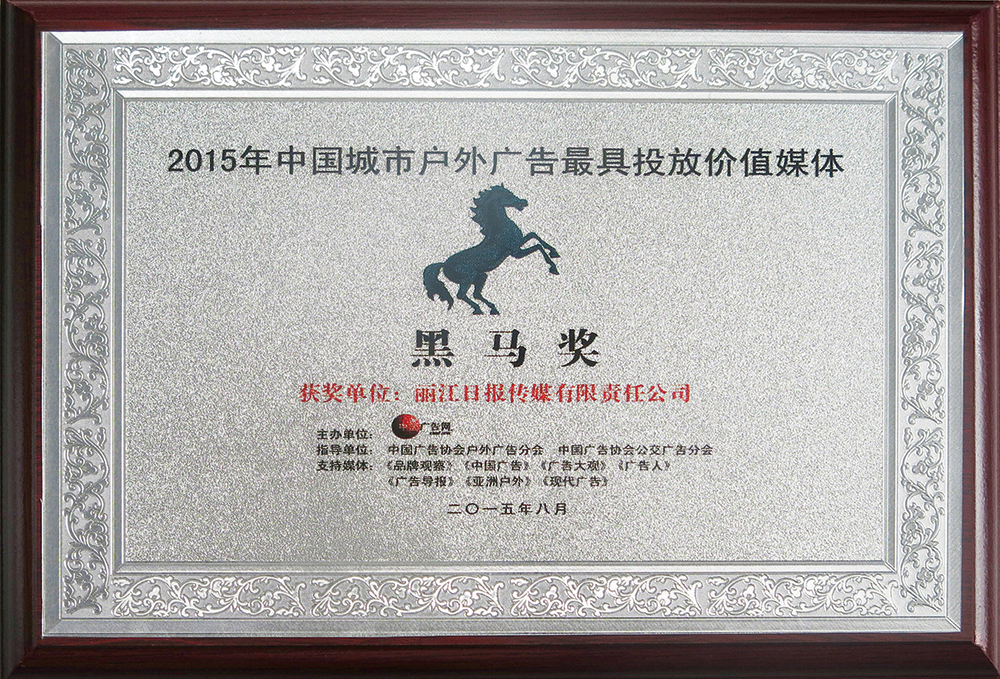 2015年中国城市户外广告最具投放价值媒体
黑马奖
获奖单位：丽江日报传媒有限责任公司
主办单位： 广告网
指导单位： 中国广告协会户外广告分会 中国广告协会公交广告分会
支持媒体：《品牌观察》《中国广告》《广告大观》《广告人》
《广告导报》《亚洲户外》《现代广告》
二〇一五年八月